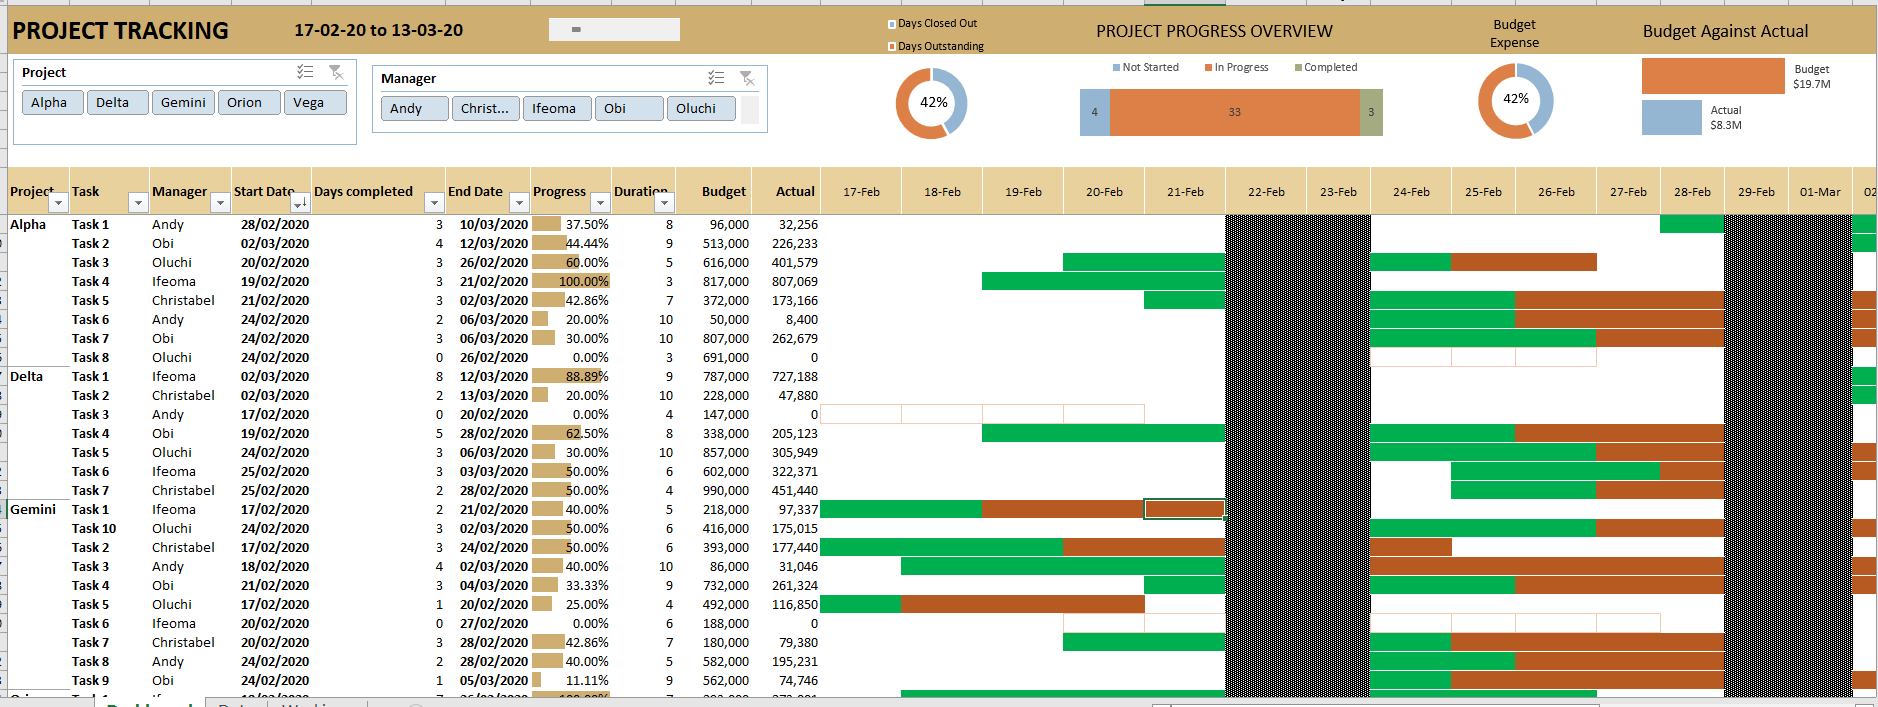 PROJECT TRACKING 17-02-20 to 13-03-20
Days Closed Out
Days Outstanding
42%
PROJECT PROGRESS OVERVIEW
Not Started In Progress Completed
4 33 3
Budget
Expense
42%
Budget Against Actual
Budget
$19.7M
Actual
$8.3M
Project
Alpha Delta Gemini Orion Vega
Manager
Andy Christ... Ifeoma Obi Oluchi
Project Task Manager Start Date Days completed End Date Progress Duration Budget Actual 17-Feb 18-Feb 19-Feb 20-Feb 21-Feb 22-Feb 23-Feb 24-Feb 25-Feb 26-Feb 27-Feb 28-Feb 29-Feb 01-Mar 02
Alpha Task 1 Andy 28/02/2020 3 10/03/2020 37.50% 8 96,000 32,256
Task 2 Obi 02/03/2020 4 12/03/2020 44.44% 9 513,000 226,233
Task 3 Oluchi 20/02/2020 3 26/02/2020 60.00% 5 616,000 401,579
Task 4 Ifeoma 19/02/2020 3 21/02/2020 100.00% 3 817,000 807,069
Task 5 Christabel 21/02/2020 3 02/03/2020 42.86% 7 372,000 173,166
Task 6 Andy 24/02/2020 2 06/03/2020 20.00% 10 50,000 8,400
Task 7 Obi 24/02/2020 3 06/03/2020 30.00% 10 807,000 262,679
Task 8 Oluchi 24/02/2020 0 26/02/2020 0.00% 3 691,000 0
Delta Task 1 Ifeoma 02/03/2020 8 12/03/2020 88.89% 9 787,000 727,188
Task 2 Christabel 02/03/2020 2 13/03/2020 20.00% 10 228,000 47,880
Task 3 Andy 17/02/2020 0 20/02/2020 0.00% 4 147,000 0
Task 4 Obi 19/02/2020 5 28/02/2020 62.50% 8 338,000 205,123
Task 5 Oluchi 24/02/2020 3 06/03/2020 30.00% 10 857,000 305,949
Task 6 Ifeoma 25/02/2020 3 03/03/2020 50.00% 6 602,000 322,371
Task 7 Christabel 25/02/2020 2 28/02/2020 50.00% 4 990,000 451,440
Gemini Task 1 Ifeoma 17/02/2020 2 21/02/2020 40.00% 5 218,000 97,337
Task 10 Oluchi 24/02/2020 3 02/03/2020 50.00% 6 416,000 175,015
Task 2 Christabel 17/02/2020 3 24/02/2020 50.00% 6 393,000 177,440
Task 3 Andy 18/02/2020 4 02/03/2020 40.00% 10 86,000 31,046
Task 4 Obi 21/02/2020 3 04/03/2020 33.33% 9 732,000 261,324
Task 5 Oluchi 17/02/2020 1 20/02/2020 25.00% 4 492,000 116,850
Task 6 Ifeoma 20/02/2020 0 27/02/2020 0.00% 6 188,000 0
Task 7 Christabel 20/02/2020 3 28/02/2020 42.86% 7 180,000 79,380
Task 8 Andy 24/02/2020 2 28/02/2020 40.00% 5 582,000 195,231
Task 9 Obi 24/02/2020 1 05/03/2020 11.11% 9 562,000 74,746